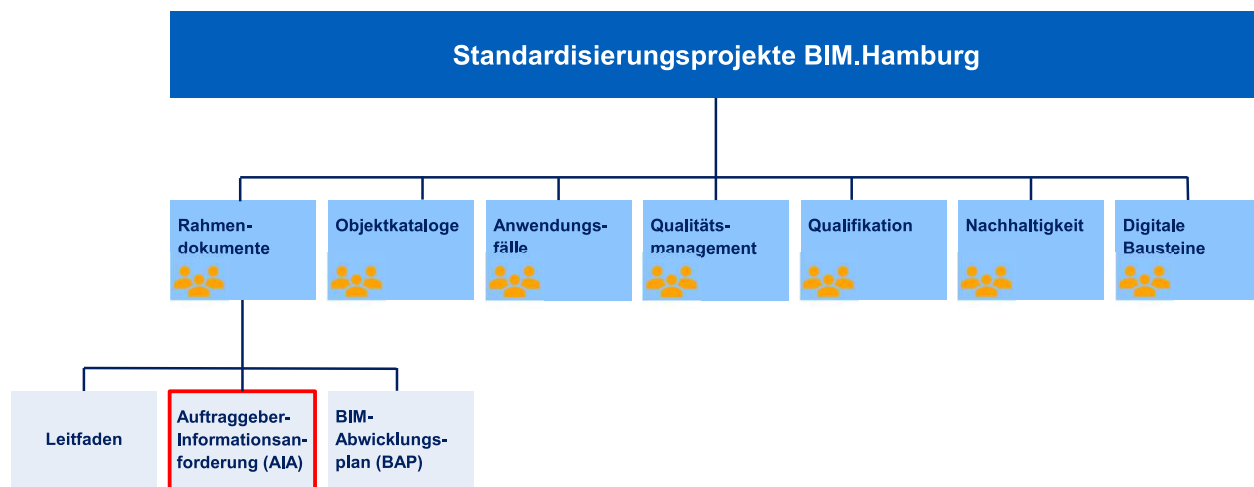 Standardisierungsprojekte BIM.Hamburg
Rahmen-
dokumente
Objektkataloge
Anwendungs-
fälle
Qualitäts-
management
Qualifikation
Nachhaltigkeit
Digitale
Bausteine
Leitfaden
Auftraggeber-
Informationsan-
forderung (AIA)
BIM-
Abwicklungs-
plan (BAP)